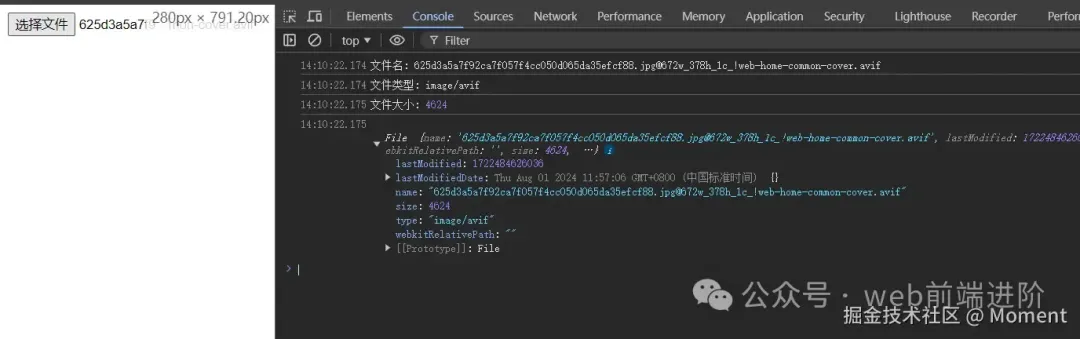 选择文件 625d3a5a7f9 mon-cover.avif
280px × 791.20px
Elements Console Sources Network Performance Memory Application Security Lighthouse Recorder Perfor
top Filter
14:10:22.174 文件名: 625d3a5a7f92ca7f057f4cc050d065da35efcf88.jpg@672w_378h_1c_!web-home-common-cover.avif
14:10:22.174 文件类型: image/avif
14:10:22.175 文件大小: 4624
14:10:22.175
File {name: '625d3a5a7f92ca7f057f4cc050d065da35efcf88.jpg@672w_378h_1c_!web-home-common-cover.avif', lastModified: 1722484626
ebkitRelativePath: '', size: 4624, …}
lastModified: 1722484626036
lastModifiedDate: Thu Aug 01 2024 11:57:06 GMT+0800 (中国标准时间) {}
name: "625d3a5a7f92ca7f057f4cc050d065da35efcf88.jpg@672w_378h_1c_!web-home-common-cover.avif"
size: 4624
type: "image/avif"
webkitRelativePath: ""
[[Prototype]]: File
公众号 · web前端进阶
掘金技术社区 @ Moment